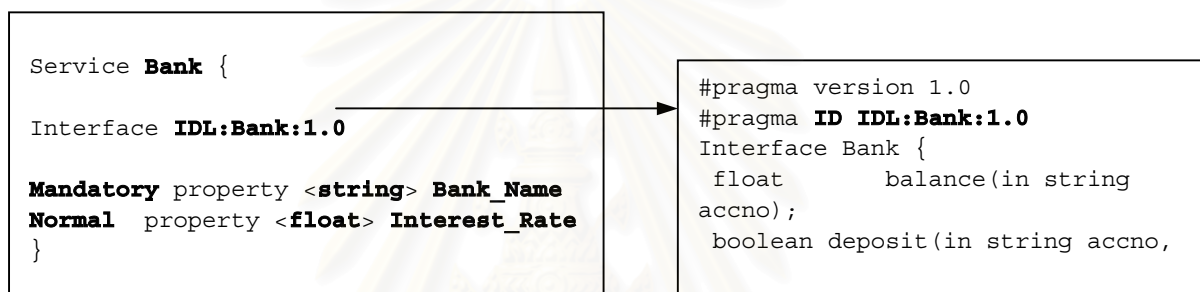 Service Bank {
Interface IDL:Bank:1.0
Mandatory property <string> Bank_Name
Normal property <float> Interest_Rate
}
#pragma version 1.0
#pragma ID IDL:Bank:1.0
Interface Bank {
float balance(in string
accno);
boolean deposit(in string accno,